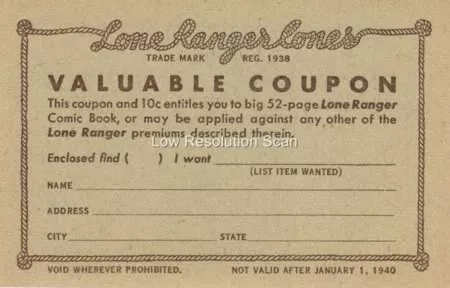 Lone Ranger Cones
TRADE MARK REG. 1938
VALUABLE COUPON
This coupon and 10c entitles you to big 52-page Lone Ranger
Comic Book, or may be applied against any other of the
Lone Ranger premiums described therein.
Low Resolution Scan
Enclosed find ( ) I want
(LIST ITEM WANTED)
NAME
ADDRESS
CITY STATE
VOID WHEREVER PROHIBITED. NOT VALID AFTER JANUARY 1, 1940